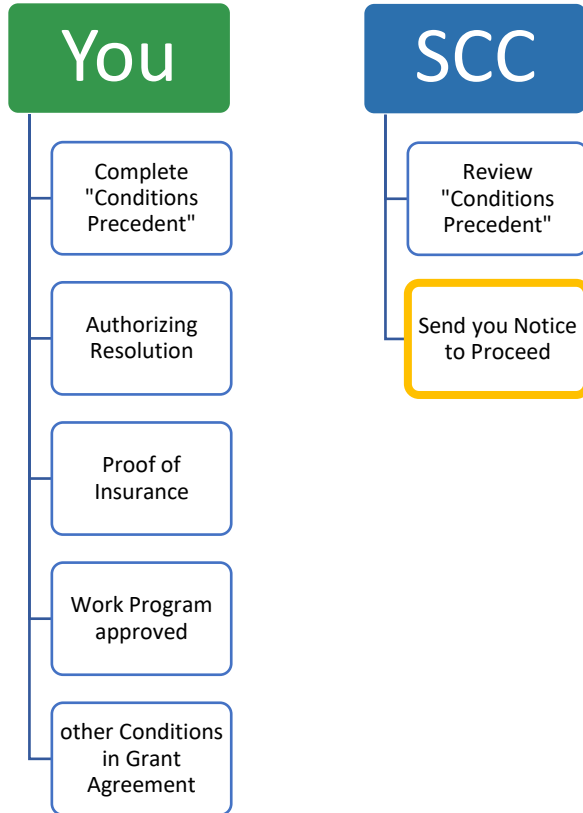 You
Complete
"Conditions
Precedent"
Authorizing
Resolution
Proof of
Insurance
Work Program
approved
other Conditions
in Grant
Agreement
SCC
Review
"Conditions
Precedent"
Send you Notice
to Proceed